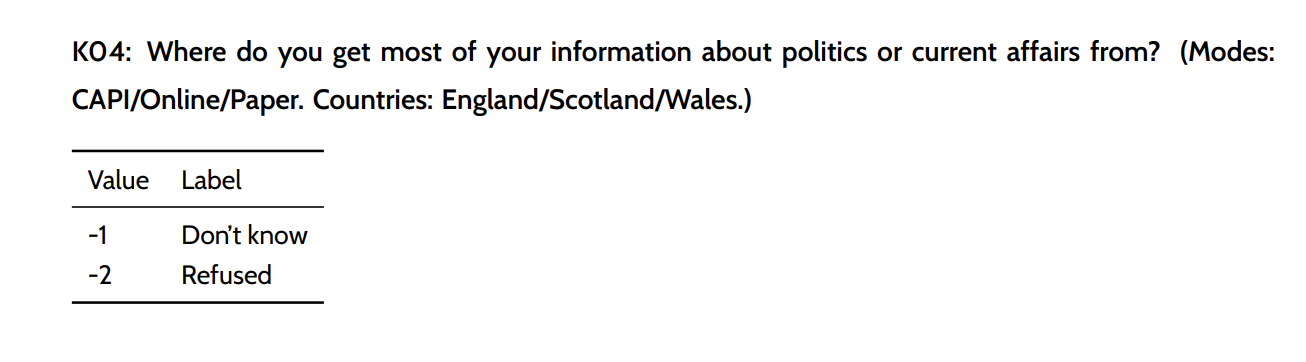 K04: Where do you get most of your information about politics or current affairs from? (Modes:
CAPI/Online/Paper. Countries: England/Scotland/Wales.)
Value Label
-1 Don't know
-2 Refused